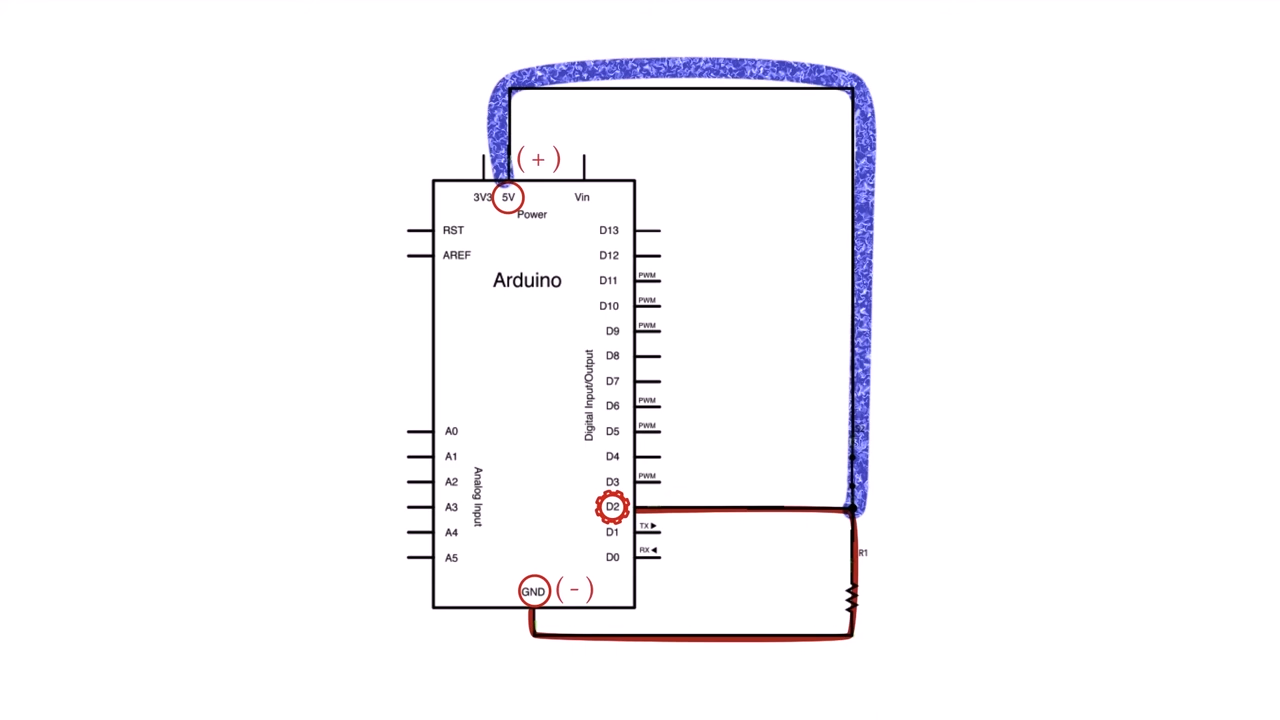 ( + )
3V3 5V Vin
Power
RST D13
AREF D12
Arduino
D11 PWM
D10 PWM
D9 PWM
D8
D7
D6 PWM
A0 D5 PWM
A1 D4
A2 D3 PWM
A3 D2
A4 D1 TX ▶
A5 D0 RX ◀
Digital Input/Output
Analog Input
R1
GND ( - )